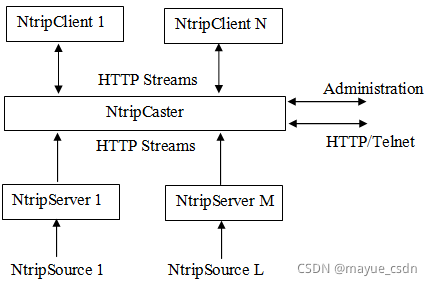 NtripClient 1
NtripClient N
HTTP Streams
Administration
NtripCaster
HTTP Streams
HTTP/Telnet
NtripServer 1
NtripServer M
NtripSource 1
NtripSource L
CSDN @mayue_csdn